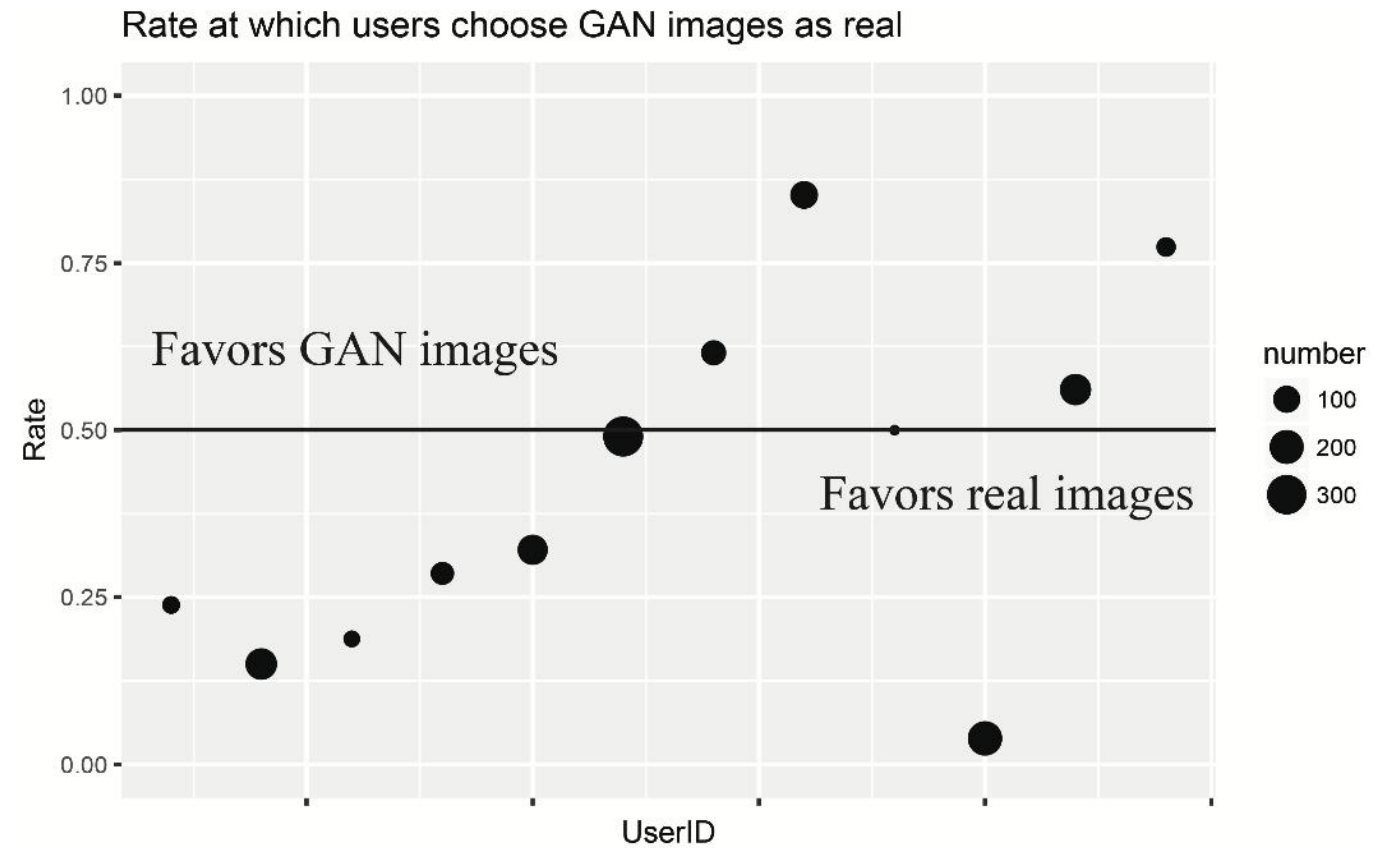 Rate at which users choose GAN images as real
1.00
0.75
0.50
0.25
0.00
Rate
Favors GAN images
Favors real images
UserID
number
100
200
300